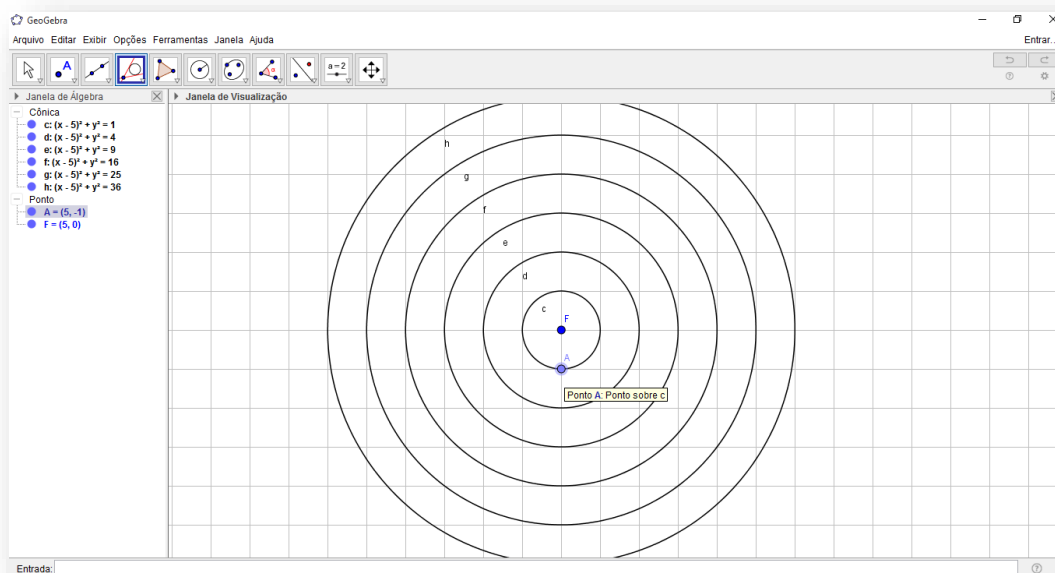 GeoGebra
Arquivo Editar Exibir Opções Ferramentas Janela Ajuda
Entrar...
A
α
a = 2
Janela de Álgebra
Janela de Visualização
Cônica
c: (x - 5)² + y² = 1
d: (x - 5)² + y² = 4
e: (x - 5)² + y² = 9
f: (x - 5)² + y² = 16
g: (x - 5)² + y² = 25
h: (x - 5)² + y² = 36
Ponto
A = (5, -1)
F = (5, 0)
h
g
f
e
d
c
F
A
Ponto A: Ponto sobre c
Entrada: